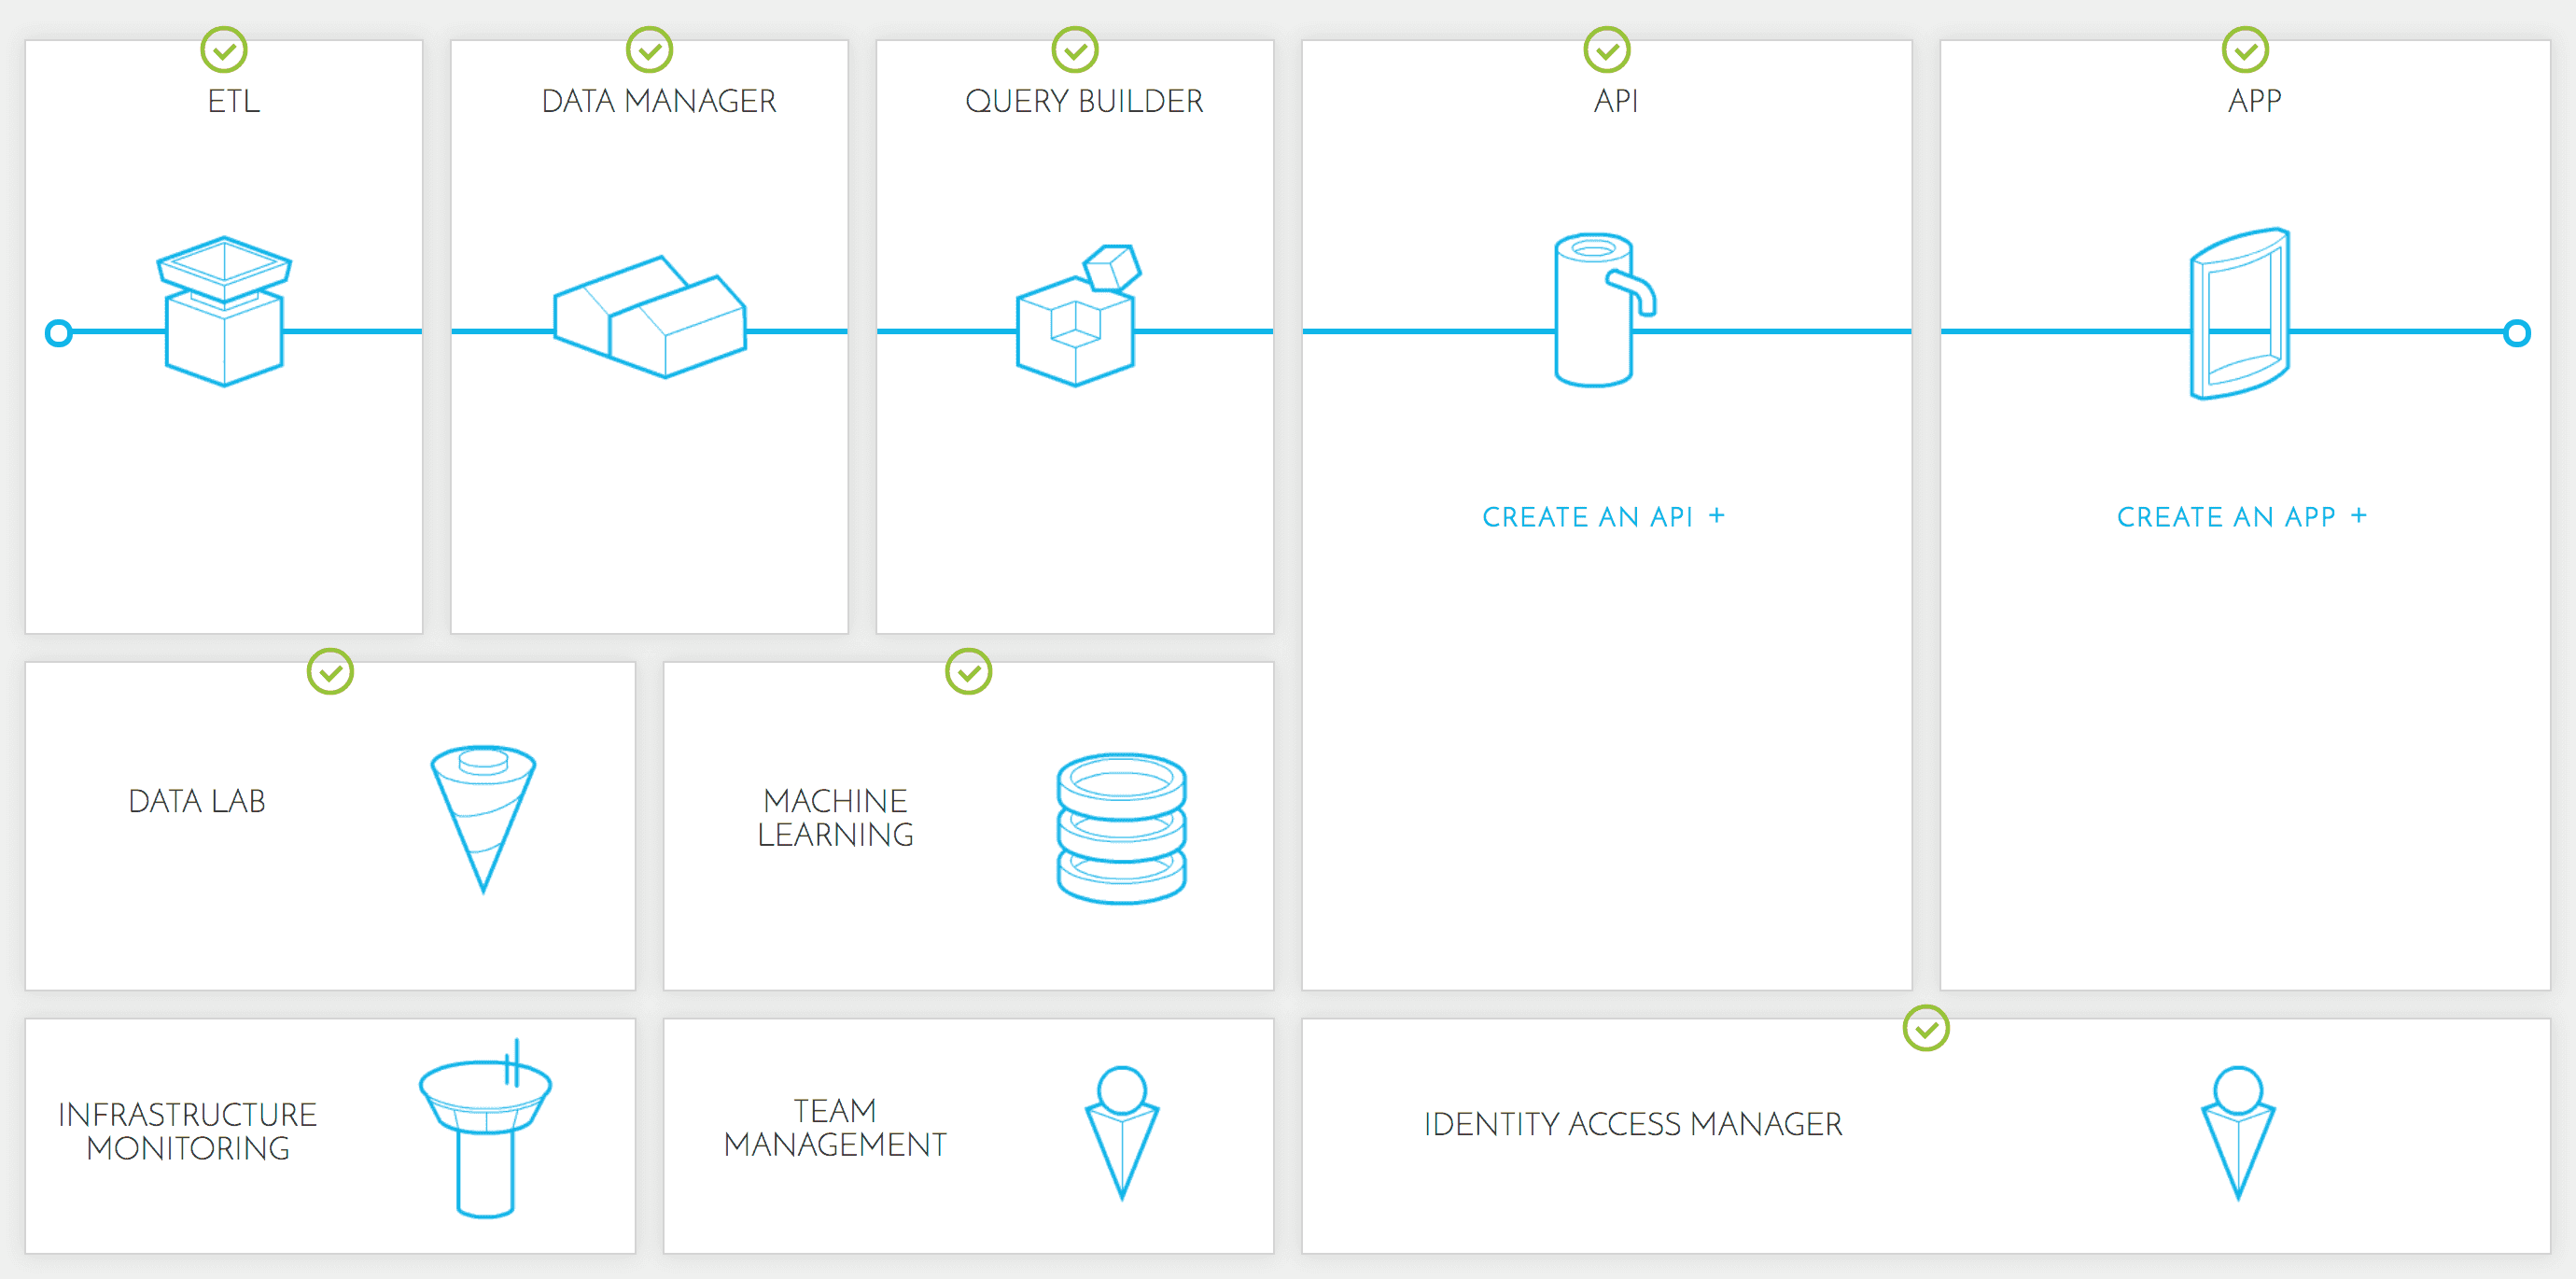 ETL
DATA MANAGER
QUERY BUILDER
API
APP
CREATE AN API +
CREATE AN APP +
DATA LAB
MACHINE
LEARNING
INFRASTRUCTURE
MONITORING
TEAM
MANAGEMENT
IDENTITY ACCESS MANAGER